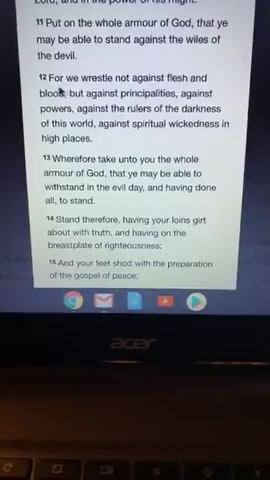 Lord, and in the power of his might.
11 Put on the whole armour of God, that ye
may be able to stand against the wiles of
the devil.
12 For we wrestle not against flesh and
blood, but against principalities, against
powers, against the rulers of the darkness
of this world, against spiritual wickedness in
high places.
13 Wherefore take unto you the whole
armour of God, that ye may be able to
withstand in the evil day, and having done
all, to stand.
14 Stand therefore, having your loins girt
about with truth, and having on the
breastplate of righteousness;
15 And your feet shod with the preparation
of the gospel of peace;
acer